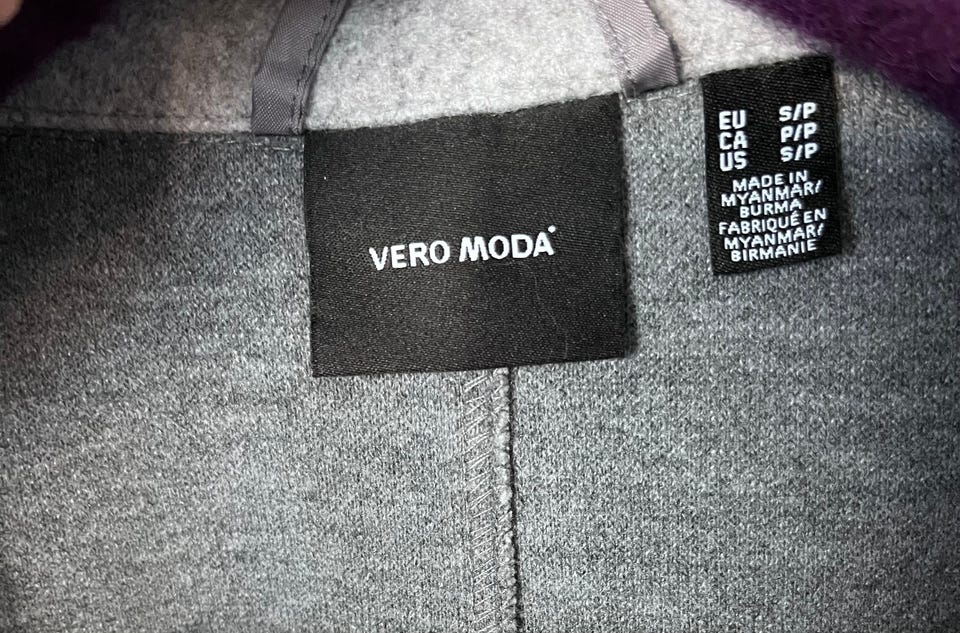 VERO MODA
EU S/P
CA P/P
US S/P
MADE IN
MYANMAR/
BURMA
FABRIQUÉ EN
MYANMAR/
BIRMANIE